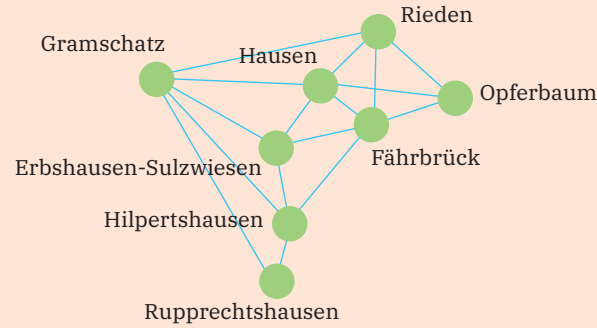 Rieden
Gramschatz
Hausen
Opferbaum
Fährbrück
Erbshausen-Sulzwiesen
Hilpertshausen
Rupprechtshausen